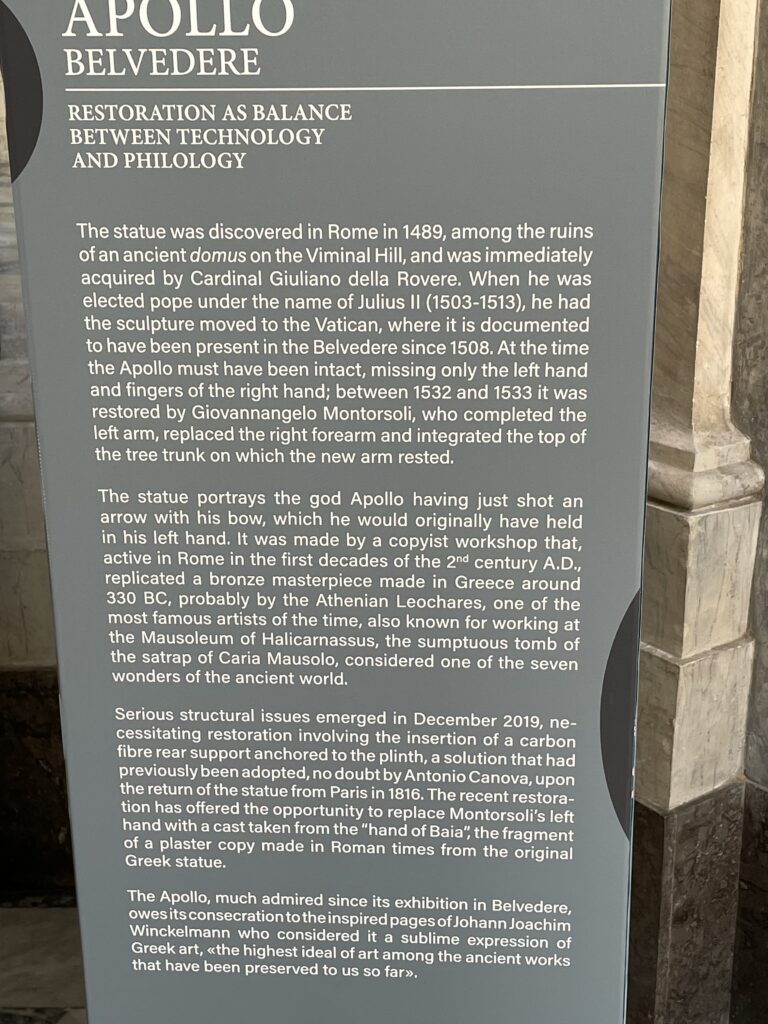 APOLLO
BELVEDERE
RESTORATION AS BALANCE
BETWEEN TECHNOLOGY
AND PHILOLOGY
The statue was discovered in Rome in 1489, among the ruins
of an ancient domus on the Viminal Hill, and was immediately
acquired by Cardinal Giuliano della Rovere. When he was
elected pope under the name of Julius II (1503-1513), he had
the sculpture moved to the Vatican, where it is documented
to have been present in the Belvedere since 1508. At the time
the Apollo must have been intact, missing only the left hand
and fingers of the right hand; between 1532 and 1533 it was
restored by Giovannangelo Montorsoli, who completed the
left arm, replaced the right forearm and integrated the top of
the tree trunk on which the new arm rested.
The statue portrays the god Apollo having just shot an
arrow with his bow, which he would originally have held
in his left hand. It was made by a copyist workshop that,
active in Rome in the first decades of the 2nd century A.D.,
replicated a bronze masterpiece made in Greece around
330 BC, probably by the Athenian Leochares, one of the
most famous artists of the time, also known for working at
the Mausoleum of Halicarnassus, the sumptuous tomb of
the satrap of Caria Mausolo, considered one of the seven
wonders of the ancient world.
Serious structural issues emerged in December 2019, ne-
cessitating restoration involving the insertion of a carbon
fibre rear support anchored to the plinth, a solution that had
previously been adopted, no doubt by Antonio Canova, upon
the return of the statue from Paris in 1816. The recent restora-
tion has offered the opportunity to replace Montorsoli's left
hand with a cast taken from the "hand of Baia", the fragment
of a plaster copy made in Roman times from the original
Greek statue.
The Apollo, much admired since its exhibition in Belvedere,
owes its consecration to the inspired pages of Johann Joachim
Winckelmann who considered it a sublime expression of
Greek art, «the highest ideal of art among the ancient works
that have been preserved to us so far».